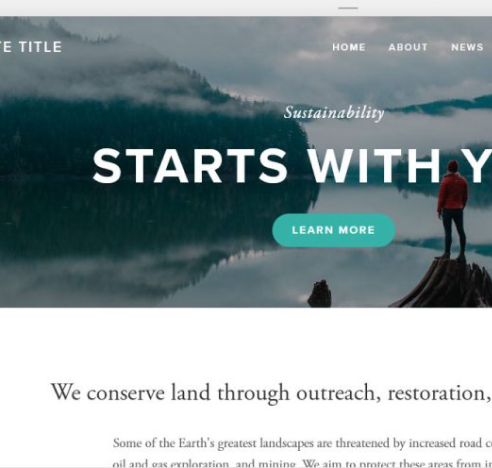 TE TITLE
HOME ABOUT NEWS
Sustainability
STARTS WITH Y
LEARN MORE
We conserve land through outreach, restoration,
Some of the Earth's greatest landscapes are threatened by increased road c
oil and gas exploration, and mining. We aim to protect these areas from i